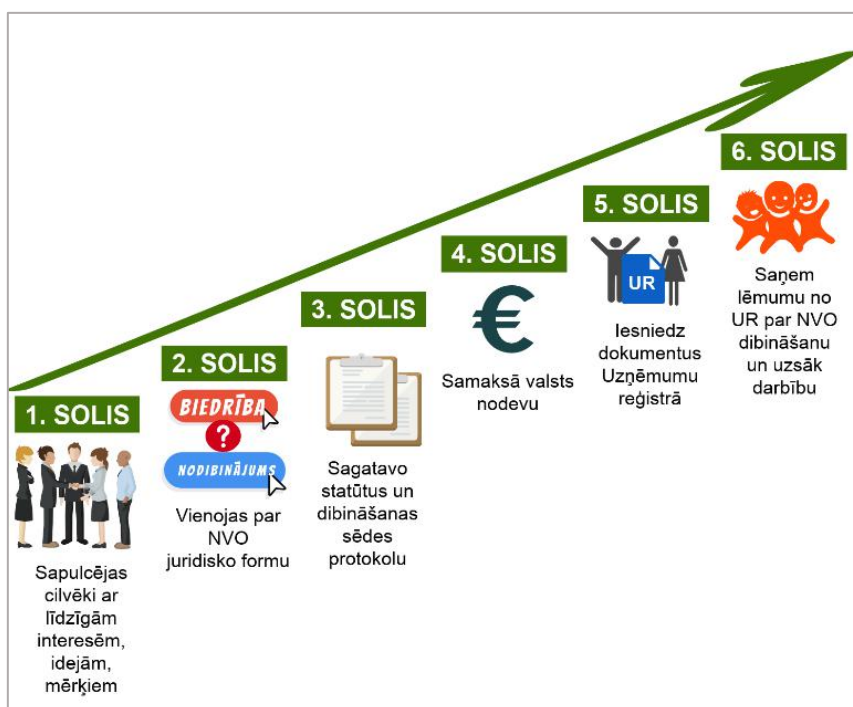 1. SOLIS
Sapulcējas
cilvēki ar
līdzīgām
interesēm,
idejām,
mērķiem
2. SOLIS
BIEDRĪBA
?
NODIBINĀJUMS
Vienojas par
NVO
juridisko formu
3. SOLIS
Sagatavo
statūtus un
dibināšanas
sēdes
protokolu
4. SOLIS
€
Samaksā valsts
nodevu
5. SOLIS
UR
Iesniedz
dokumentus
Uzņēmumu
reģistrā
6. SOLIS
Saņem
lēmumu no
UR par NVO
dibināšanu
un uzsāk
darbību